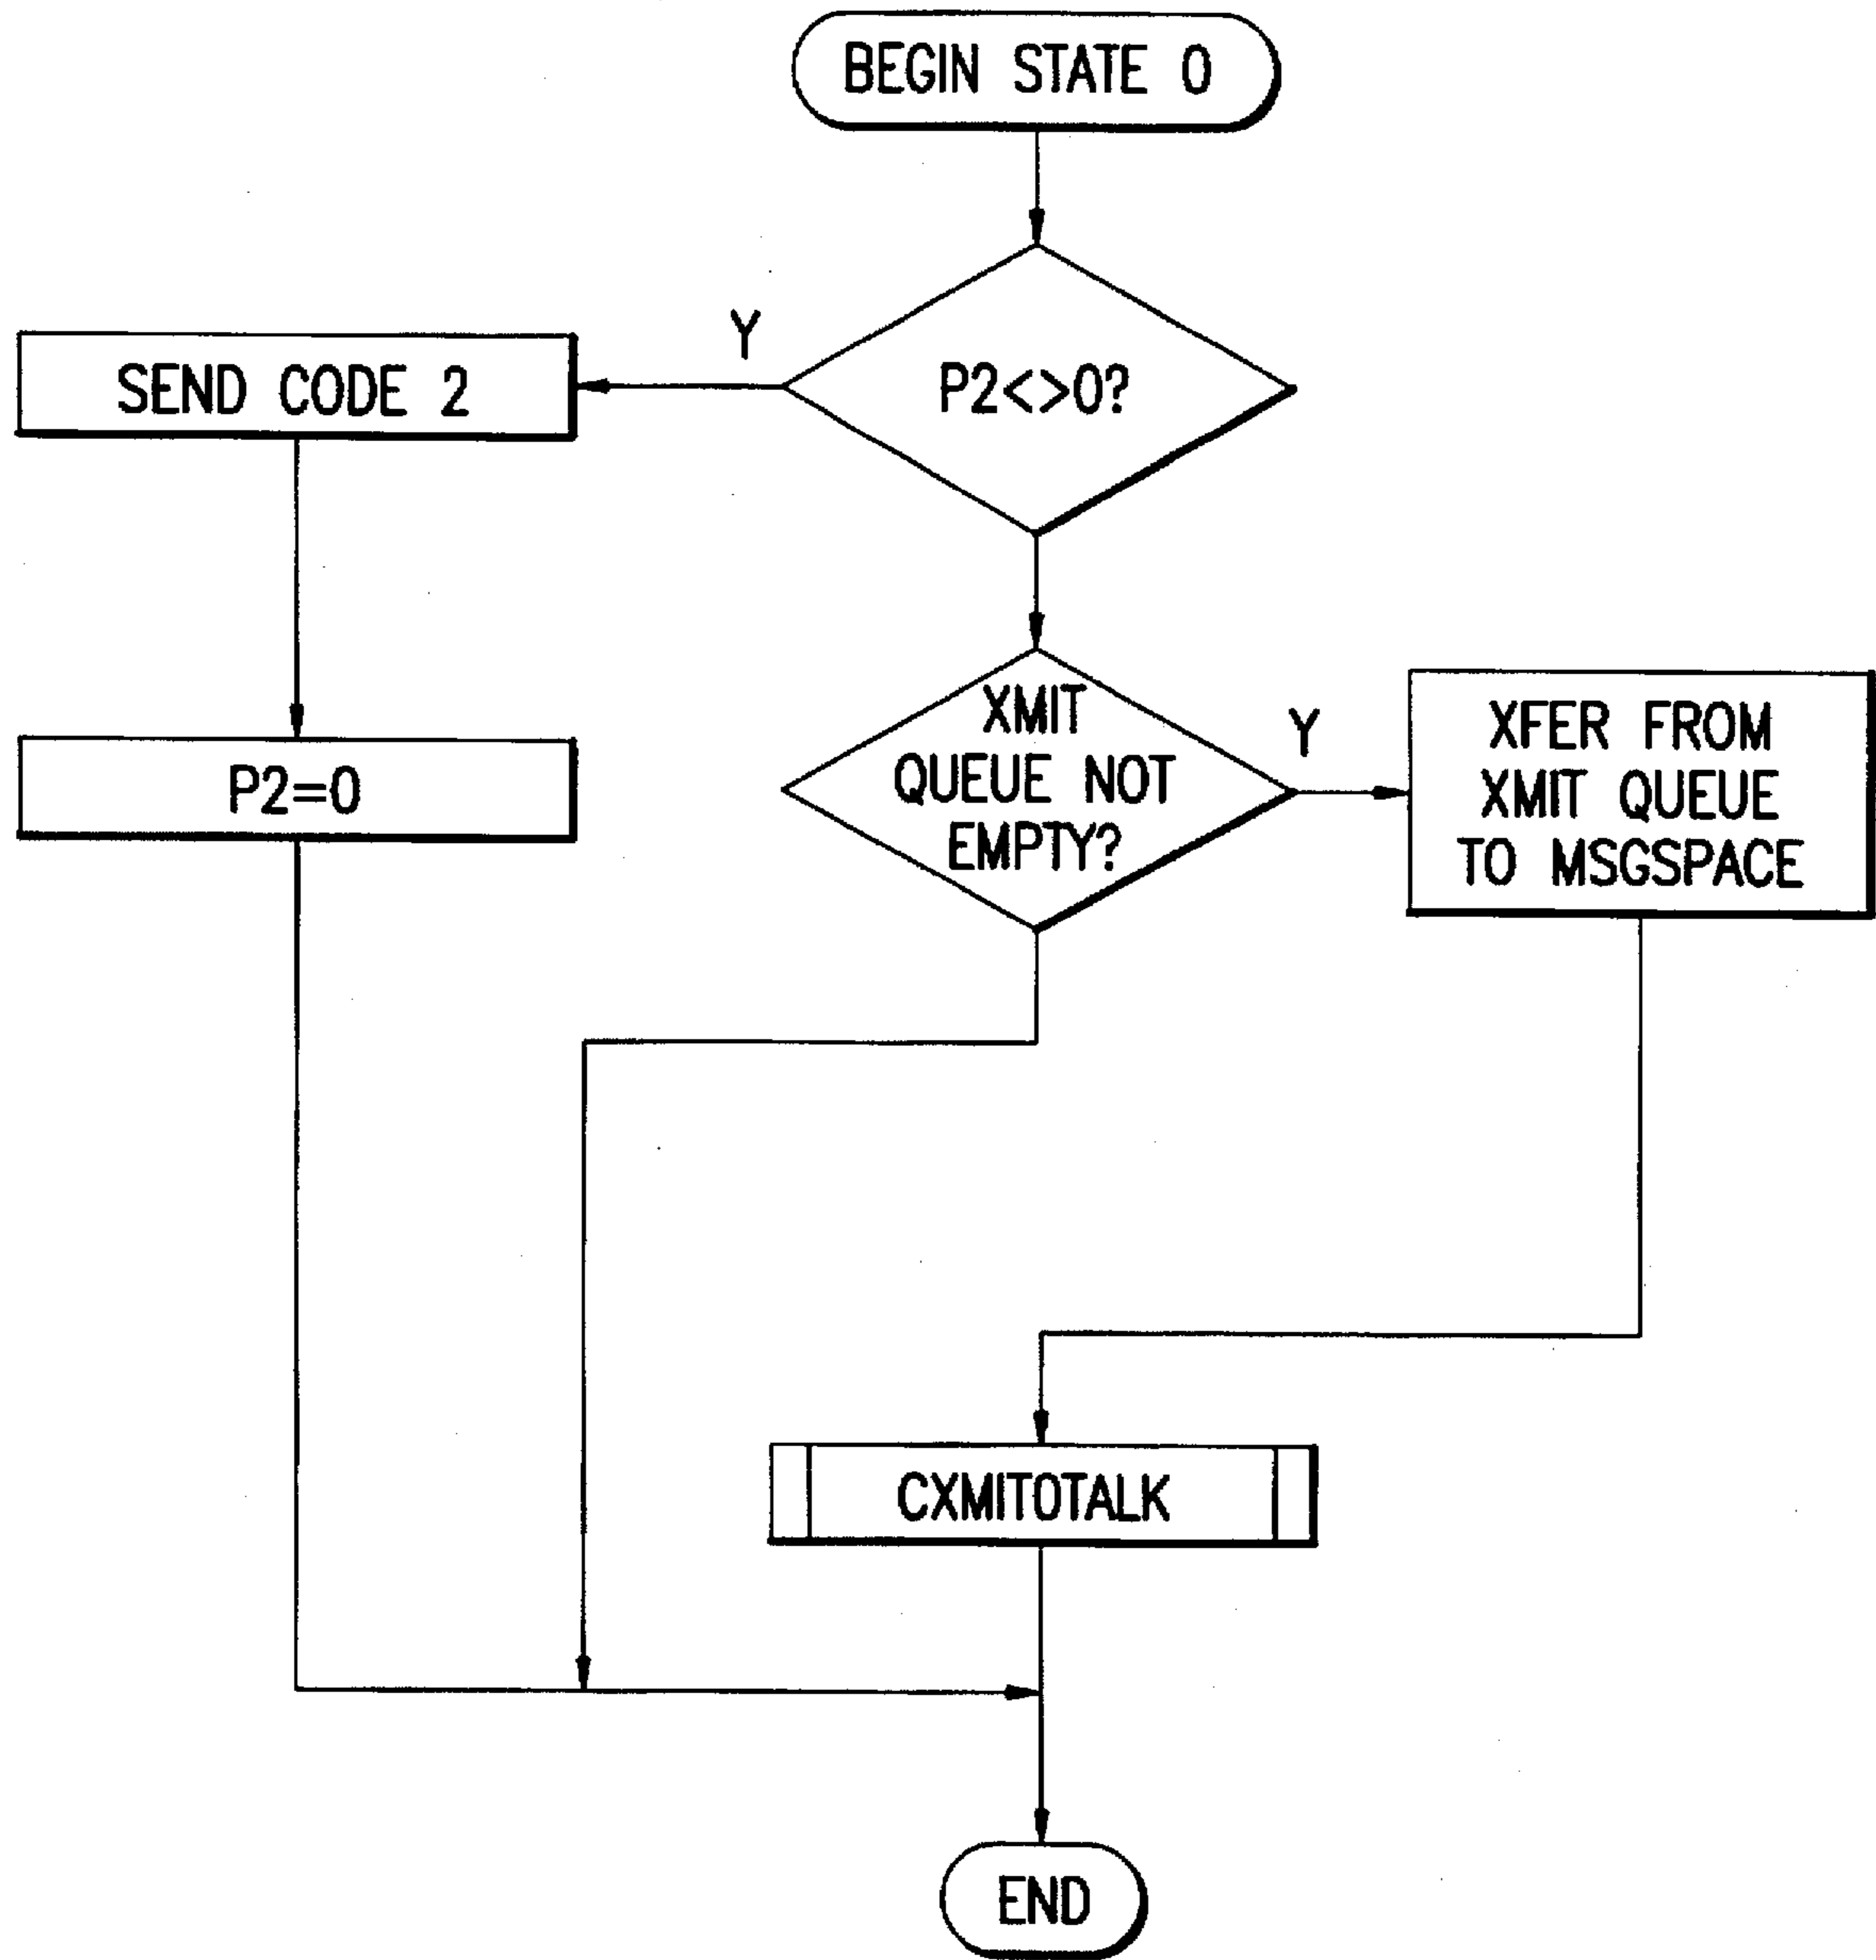 BEGIN STATE 0
Y
P2<>0?
SEND CODE 2
XMIT
QUEUE NOT
EMPTY?
Y
XFER FROM
XMIT QUEUE
TO MSGSPACE
P2=0
CXMITOTALK
END